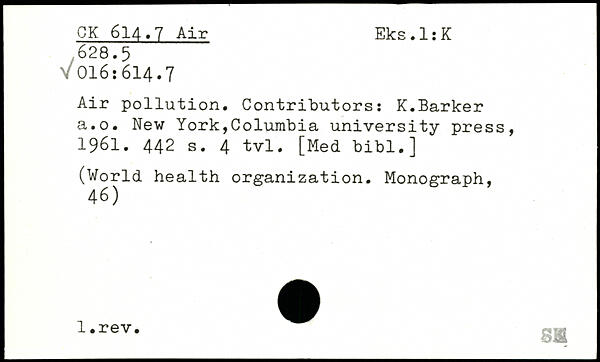 CK 614.7 Air Eks.1:K
628.5
√016:614.7
Air pollution. Contributors: K.Barker
a.o. New York,Columbia university press,
1961. 442 s. 4 tvl. [Med bibl.]
(World health organization. Monograph,
46)
1.rev.